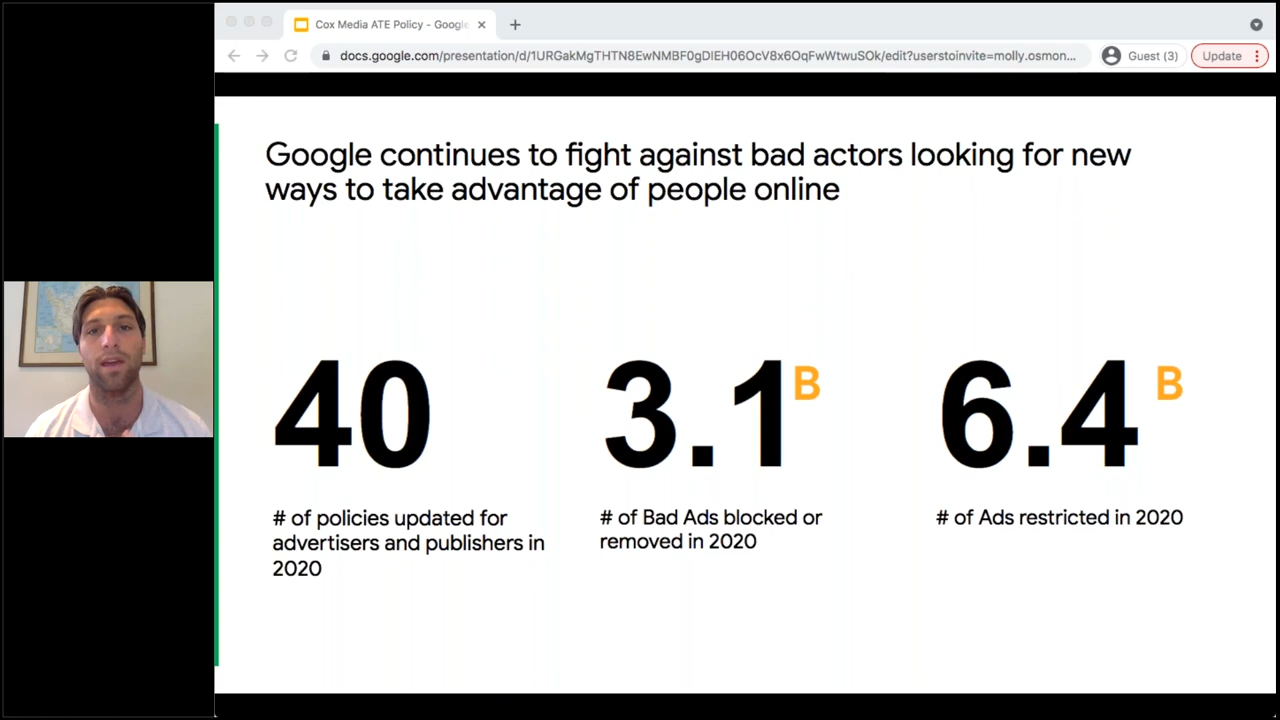 Cox Media ATE Policy - Google
docs.google.com/presentation/d/1URGakMgTHTN8EwNMBF0gDlEH06OcV8x6OqFwWtwuSOk/edit?userstoinvite=molly.osmon...
Guest (3)
Update
Google continues to fight against bad actors looking for new
ways to take advantage of people online
40
3.1 B
6.4 B
# of policies updated for
advertisers and publishers in
2020
# of Bad Ads blocked or
removed in 2020
# of Ads restricted in 2020